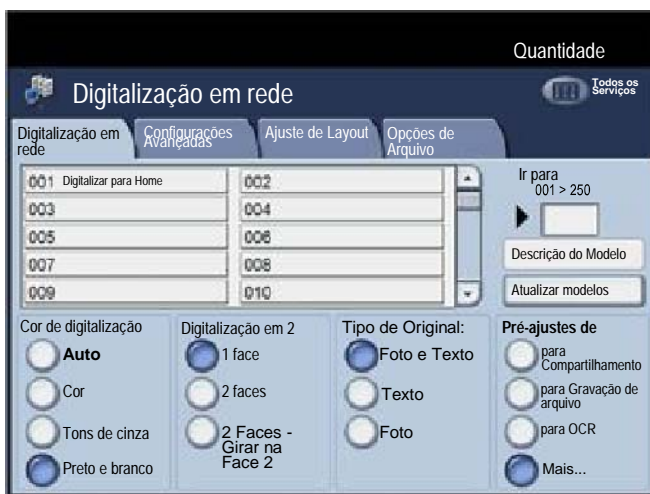 Quantidade
Digitalização em rede
Todos os
Serviços
Digitalização em
rede
Configurações
Avançadas
Ajuste de Layout
Opções de
Arquivo
001 Digitalizar para Home
002
003
004
005
006
007
008
009
010
Ir para
001 > 250
Descrição do Modelo
Atualizar modelos
Cor de digitalização
Auto
Cor
Tons de cinza
Preto e branco
Digitalização em 2
1 face
2 faces
2 Faces -
Girar na
Face 2
Tipo de Original:
Foto e Texto
Texto
Foto
Pré-ajustes de
para
Compartilhamento
para Gravação de
arquivo
para OCR
Mais...